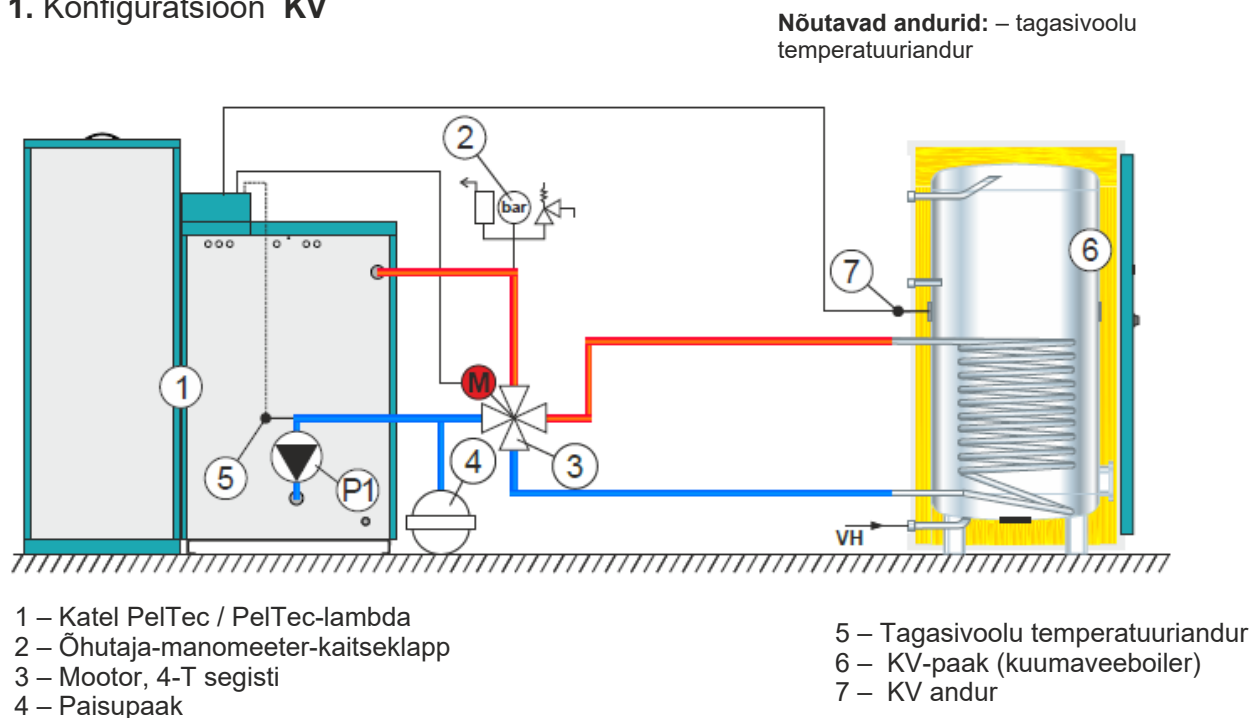 1. Konfiguratsioon KV
Nõutavad andurid: – tagasivoolu
temperatuuriandur
2
bar
7
6
1
M
5
P1
4
3
VH
1 – Katel PelTec / PelTec-lambda
2 – Õhutaja-manomeeter-kaitseklapp
3 – Mootor, 4-T segisti
4 – Paisupaak
5 – Tagasivoolu temperatuuriandur
6 – KV-paak (kuumaveeboiler)
7 – KV andur